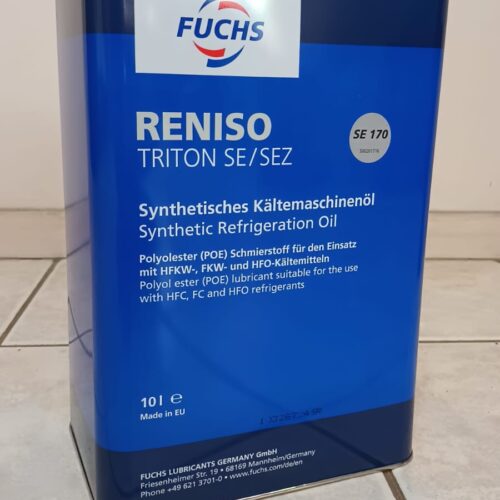 FUCHS
RENISO
TRITON SE/SEZ
SE 170
Synthetisches Kältemaschinenöl
Synthetic Refrigeration Oil
Polyolester (POE) Schmierstoff für den Einsatz
mit HFKW-, FKW- und HFO-Kältemitteln
Polyol ester (POE) lubricant suitable for the use
with HFC, FC and HFO refrigerants
10 l e
Made in EU
FUCHS LUBRICANTS GERMANY GmbH
Friesenheimer Str. 19 • 68169 Mannheim/Germany
Phone +49 621 3701-0 • www.fuchs.com/de/en